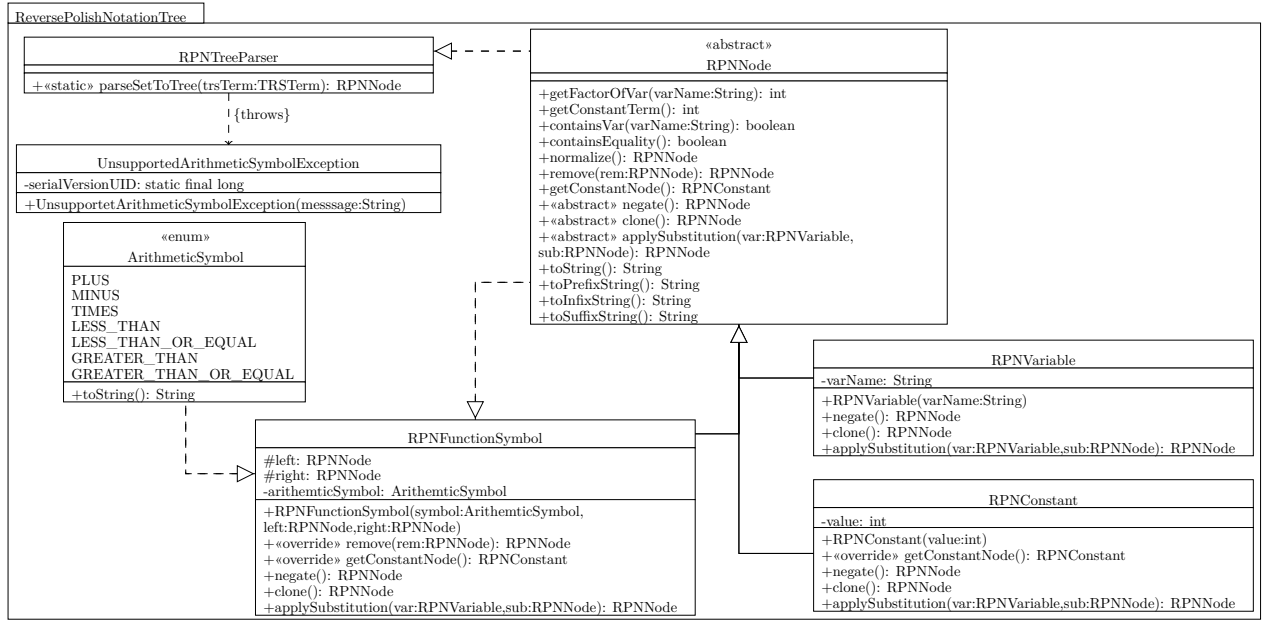 ReversePolishNotationTree
RPNTreeParser
+«static» parseSetToTree(trsTerm:TRSTerm): RPNNode
{throws}
UnsupportedArithmeticSymbolException
-serialVersionUID: static final long
+UnsupportetArithmeticSymbolException(messsage:String)
«enum»
ArithmeticSymbol
PLUS
MINUS
TIMES
LESS_THAN
LESS_THAN_OR_EQUAL
GREATER_THAN
GREATER_THAN_OR_EQUAL
+toString(): String
«abstract»
RPNNode
+getFactorOfVar(varName:String): int
+getConstantTerm(): int
+containsVar(varName:String): boolean
+containsEquality(): boolean
+normalize(): RPNNode
+remove(rem:RPNNode): RPNNode
+getConstantNode(): RPNConstant
+«abstract» negate(): RPNNode
+«abstract» clone(): RPNNode
+«abstract» applySubstitution(var:RPNVariable,
sub:RPNNode): RPNNode
+toString(): String
+toPrefixString(): String
+toInfixString(): String
+toSuffixString(): String
RPNFunctionSymbol
#left: RPNNode
#right: RPNNode
-arithemticSymbol: ArithemticSymbol
+RPNFunctionSymbol(symbol:ArithemticSymbol,
left:RPNNode,right:RPNNode)
+«override» remove(rem:RPNNode): RPNNode
+«override» getConstantNode(): RPNConstant
+negate(): RPNNode
+clone(): RPNNode
+applySubstitution(var:RPNVariable,sub:RPNNode): RPNNode
RPNVariable
-varName: String
+RPNVariable(varName:String)
+negate(): RPNNode
+clone(): RPNNode
+applySubstitution(var:RPNVariable,sub:RPNNode): RPNNode
RPNConstant
-value: int
+RPNConstant(value:int)
+«override» getConstantNode(): RPNConstant
+negate(): RPNNode
+clone(): RPNNode
+applySubstitution(var:RPNVariable,sub:RPNNode): RPNNode